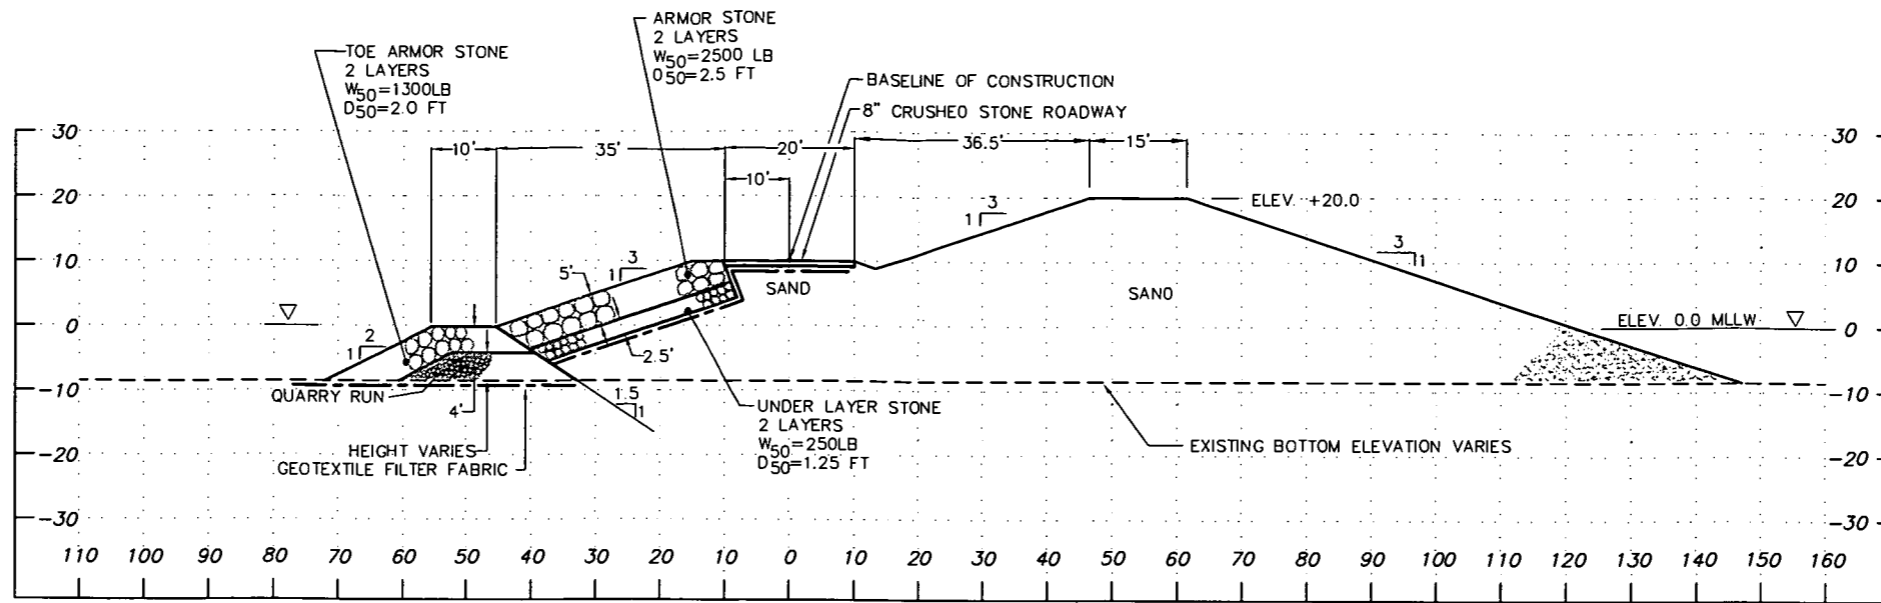 ARMOR STONE
2 LAYERS
W50=2500 LB
D50=2.5 FT
TOE ARMOR STONE
2 LAYERS
W50=1300LB
D50=2.0 FT
BASELINE OF CONSTRUCTION
8" CRUSHED STONE ROADWAY
30 30
10' 35' 20' 36.5' 15'
10'
20 ELEV. +20.0 20
3
1
3
1
10 5' 3
1 10
SAND SAND
0 ELEV. 0.0 MLLW 0
2
1
2.5'
-10 -10
QUARRY RUN
4'
1.5
1
UNDER LAYER STONE
2 LAYERS
W50=250LB
D50=1.25 FT
HEIGHT VARIES
GEOTEXTILE FILTER FABRIC
EXISTING BOTTOM ELEVATION VARIES
-20 -20
-30 -30
110 100 90 80 70 60 50 40 30 20 10 0 10 20 30 40 50 60 70 80 90 100 110 120 130 140 150 160